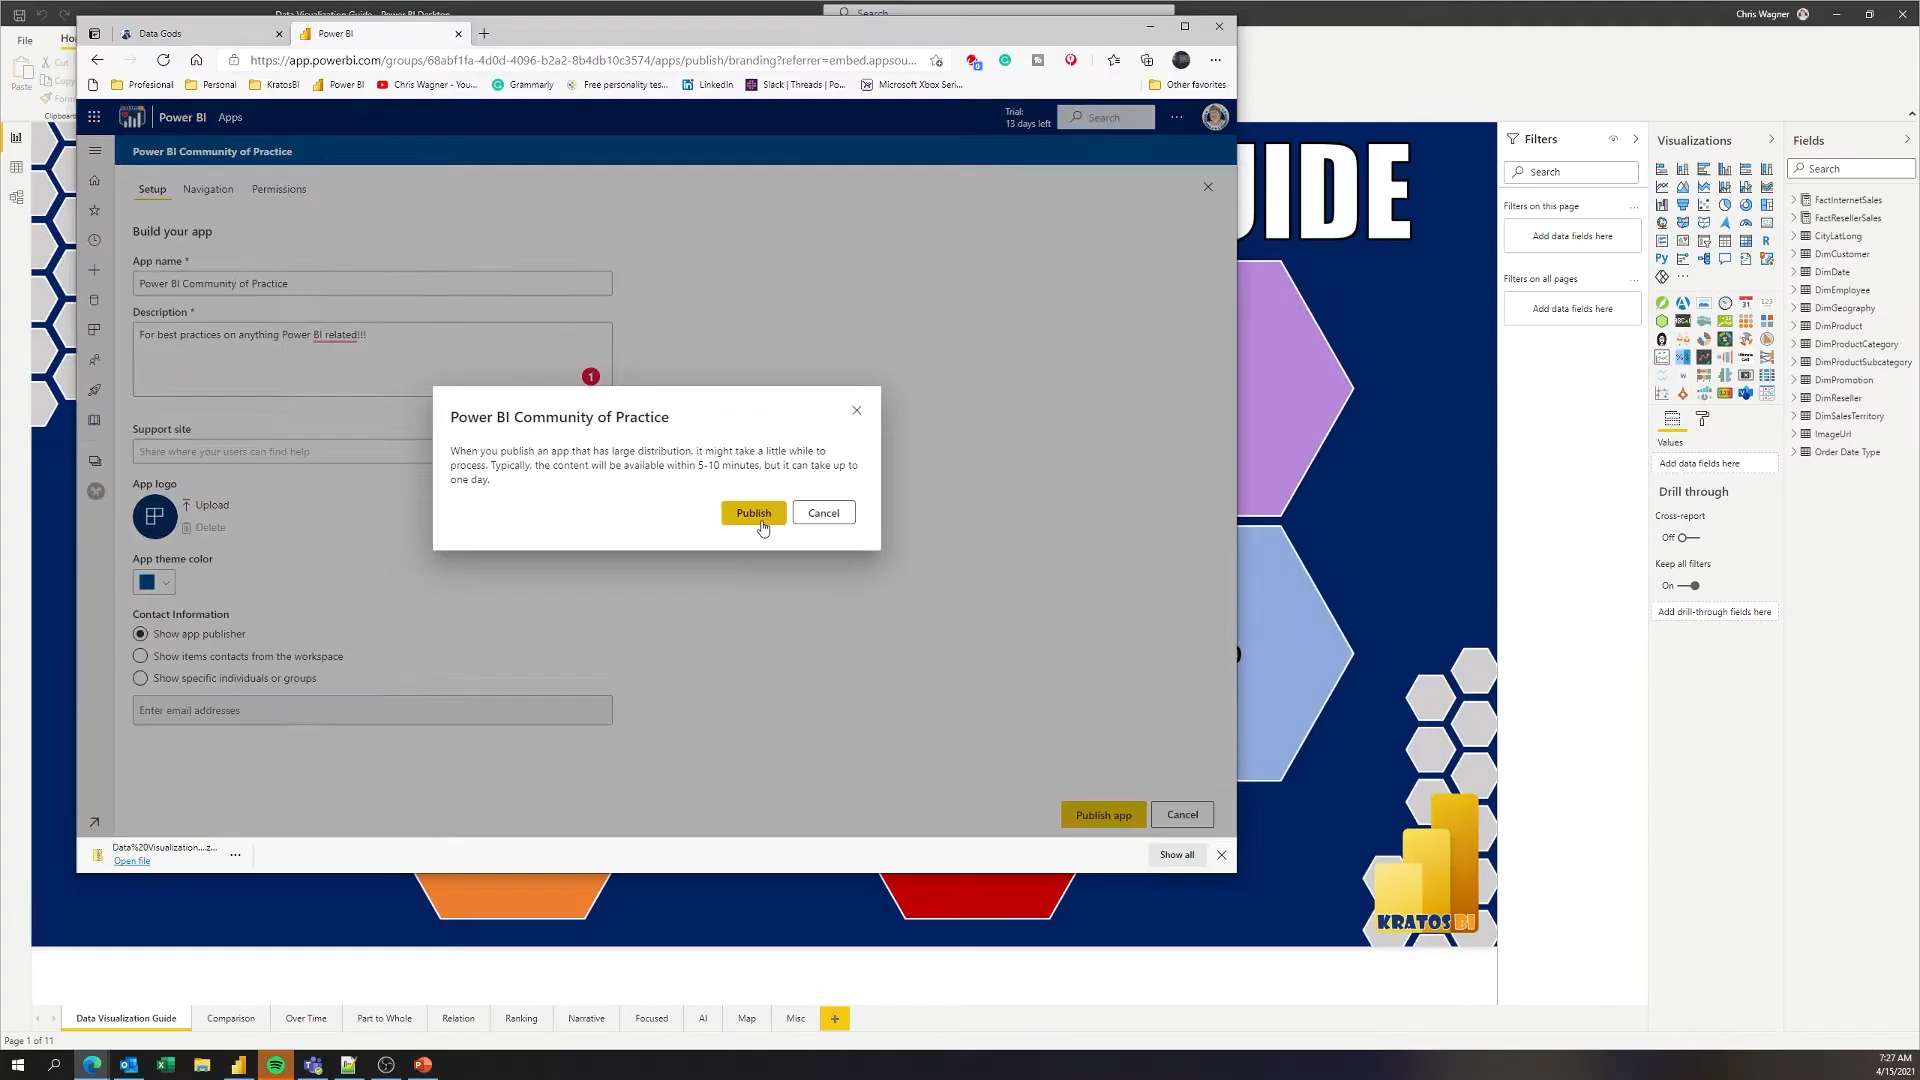 Data Visualization Guide - Power BI Desktop
Search
Chris Wagner
File
Paste
Cut
Clipboard
Data Gods
Power BI
https://app.powerbi.com/groups/68abf1fa-4d0d-4096-b2a2-8b4db10c3574/apps/publish/branding?referrer=embed.appsou...
Profesional
Personal
KratosBI
Power BI
Chris Wagner - You...
Grammarly
Free personality tes...
LinkedIn
Slack | Threads | Po...
Microsoft Xbox Seri...
Other favorites
Power BI
Apps
Trial:
13 days left
Search
Power BI Community of Practice
Setup
Navigation
Permissions
Build your app
App name *
Power BI Community of Practice
Description *
For best practices on anything Power BI related!!!
1
Support site
Share where your users can find help
App logo
Upload
Delete
App theme color
Contact Information
Show app publisher
Show items contacts from the workspace
Show specific individuals or groups
Enter email addresses
Publish app
Cancel
Power BI Community of Practice
When you publish an app that has large distribution, it might take a little while to
process. Typically, the content will be available within 5-10 minutes, but it can take up to
one day.
Publish
Cancel
Data%20Visualization....z...
Open file
Show all
UIDE
KRATOS BI
Filters
Search
Filters on this page
Add data fields here
Filters on all pages
Add data fields here
Visualizations
Values
Add data fields here
Drill through
Cross-report
Off
Keep all filters
On
Add drill-through fields here
Fields
Search
FactInternetSales
FactResellerSales
CityLatLong
DimCustomer
DimDate
DimEmployee
DimGeography
DimProduct
DimProductCategory
DimProductSubcategory
DimPromotion
DimReseller
DimSalesTerritory
ImageUrl
Order Date Type
Data Visualization Guide
Comparison
Over Time
Part to Whole
Relation
Ranking
Narrative
Focused
AI
Map
Misc
Page 1 of 11
7:27 AM
4/15/2021